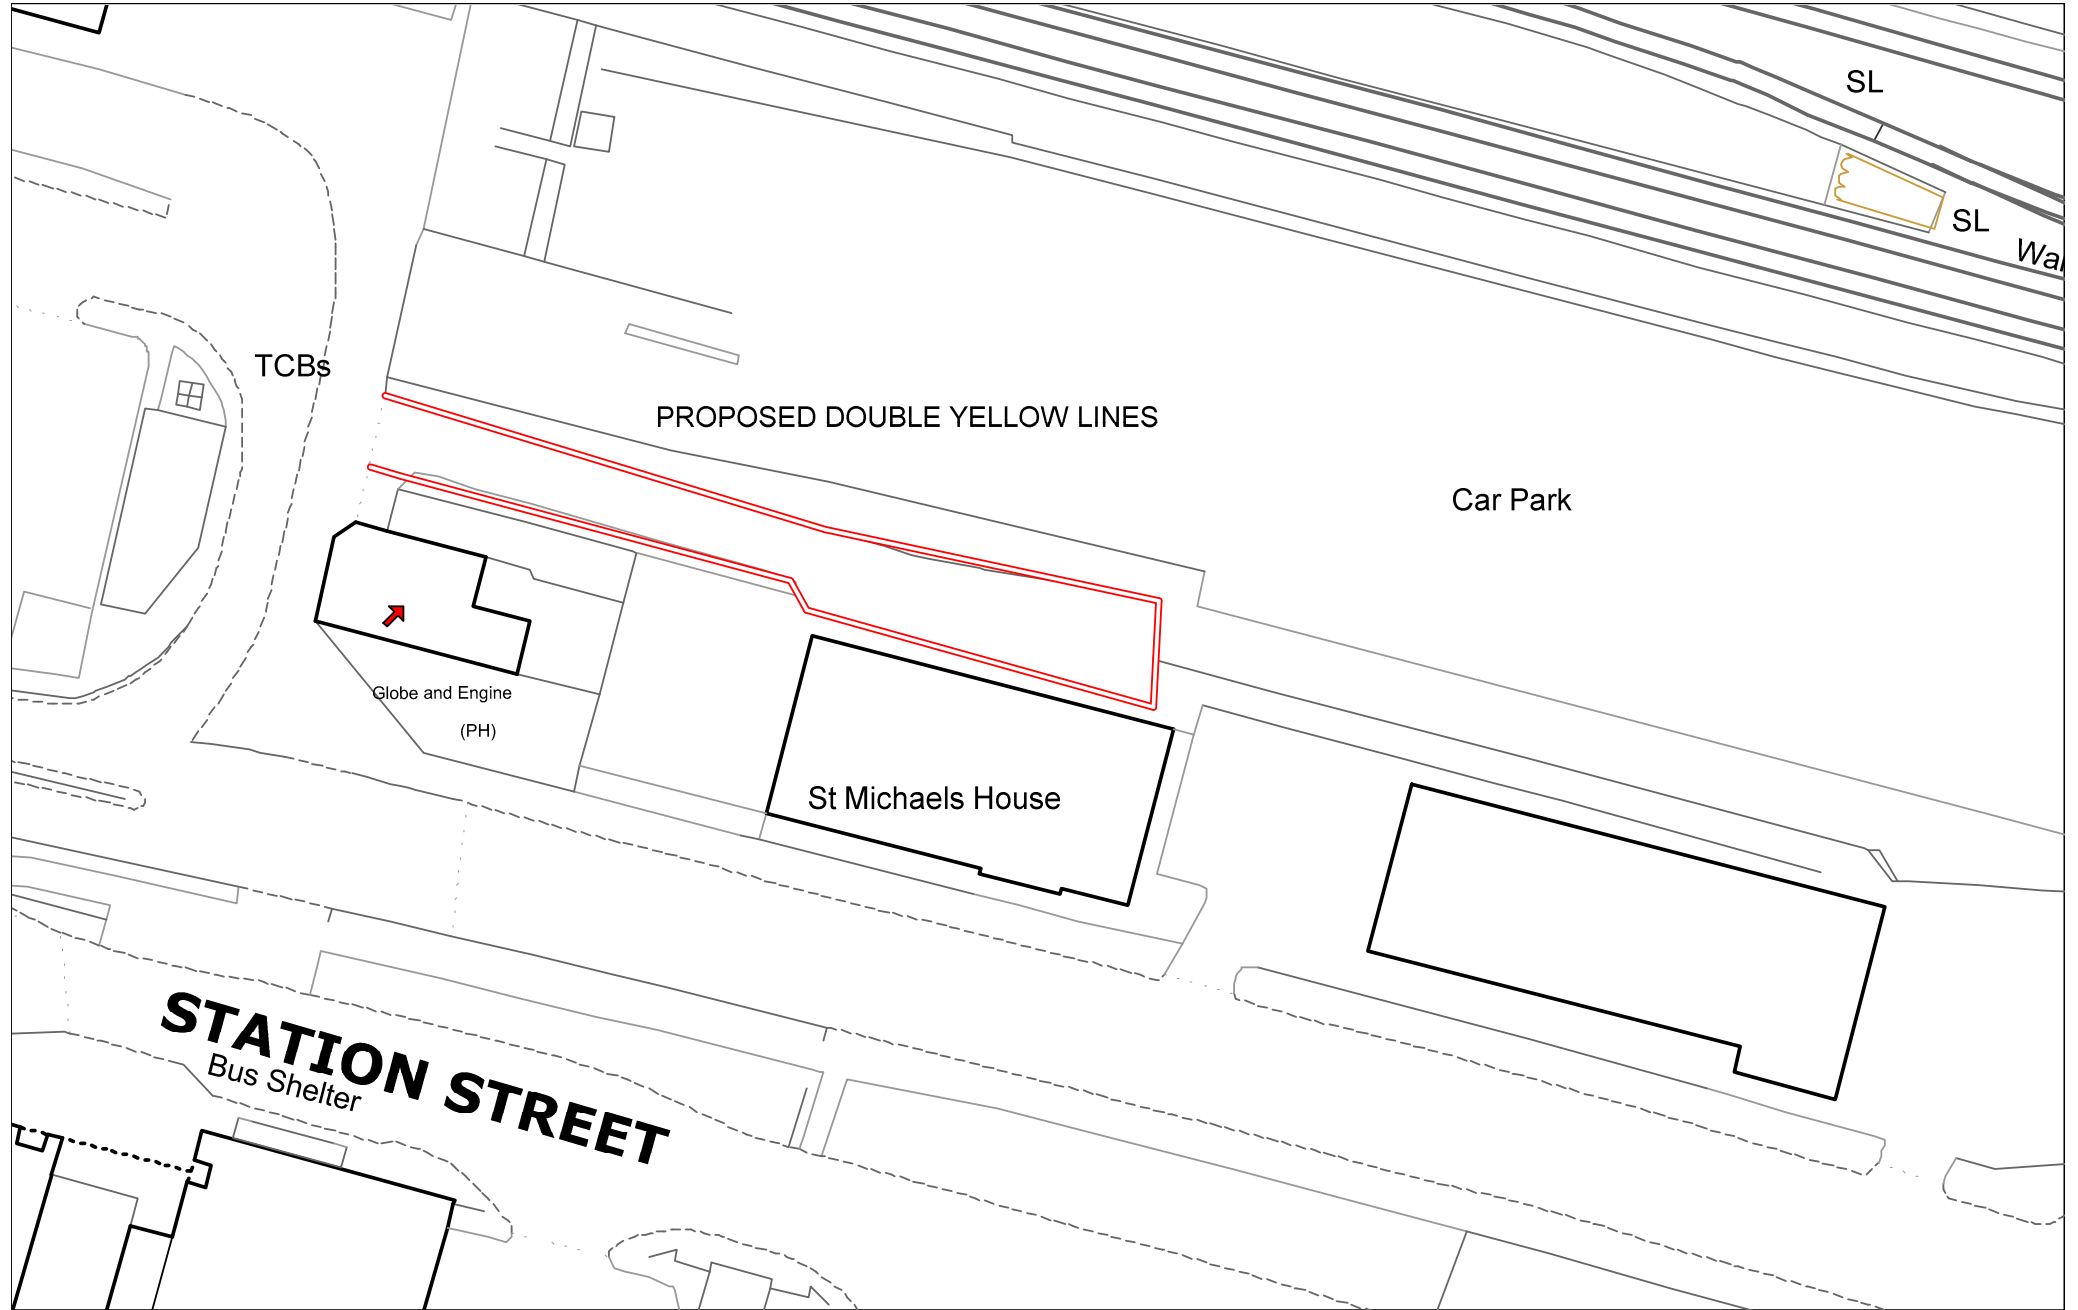 SL
SL
Wal
TCBs
PROPOSED DOUBLE YELLOW LINES
Car Park
Globe and Engine
(PH)
St Michaels House
STATION STREET
Bus Shelter